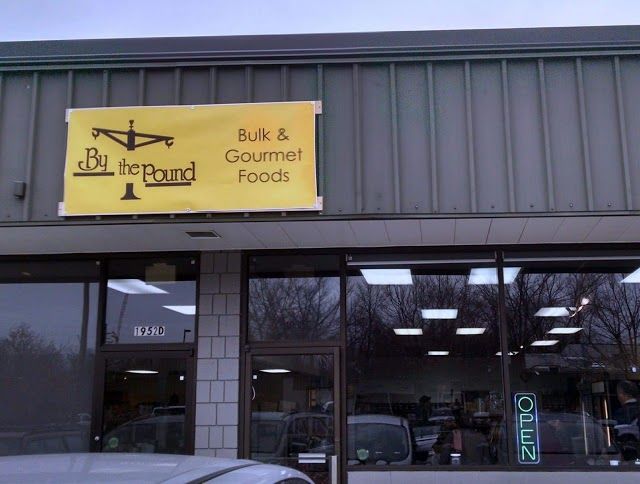 By the Pound
Bulk &
Gourmet
Foods
1952D
OPEN